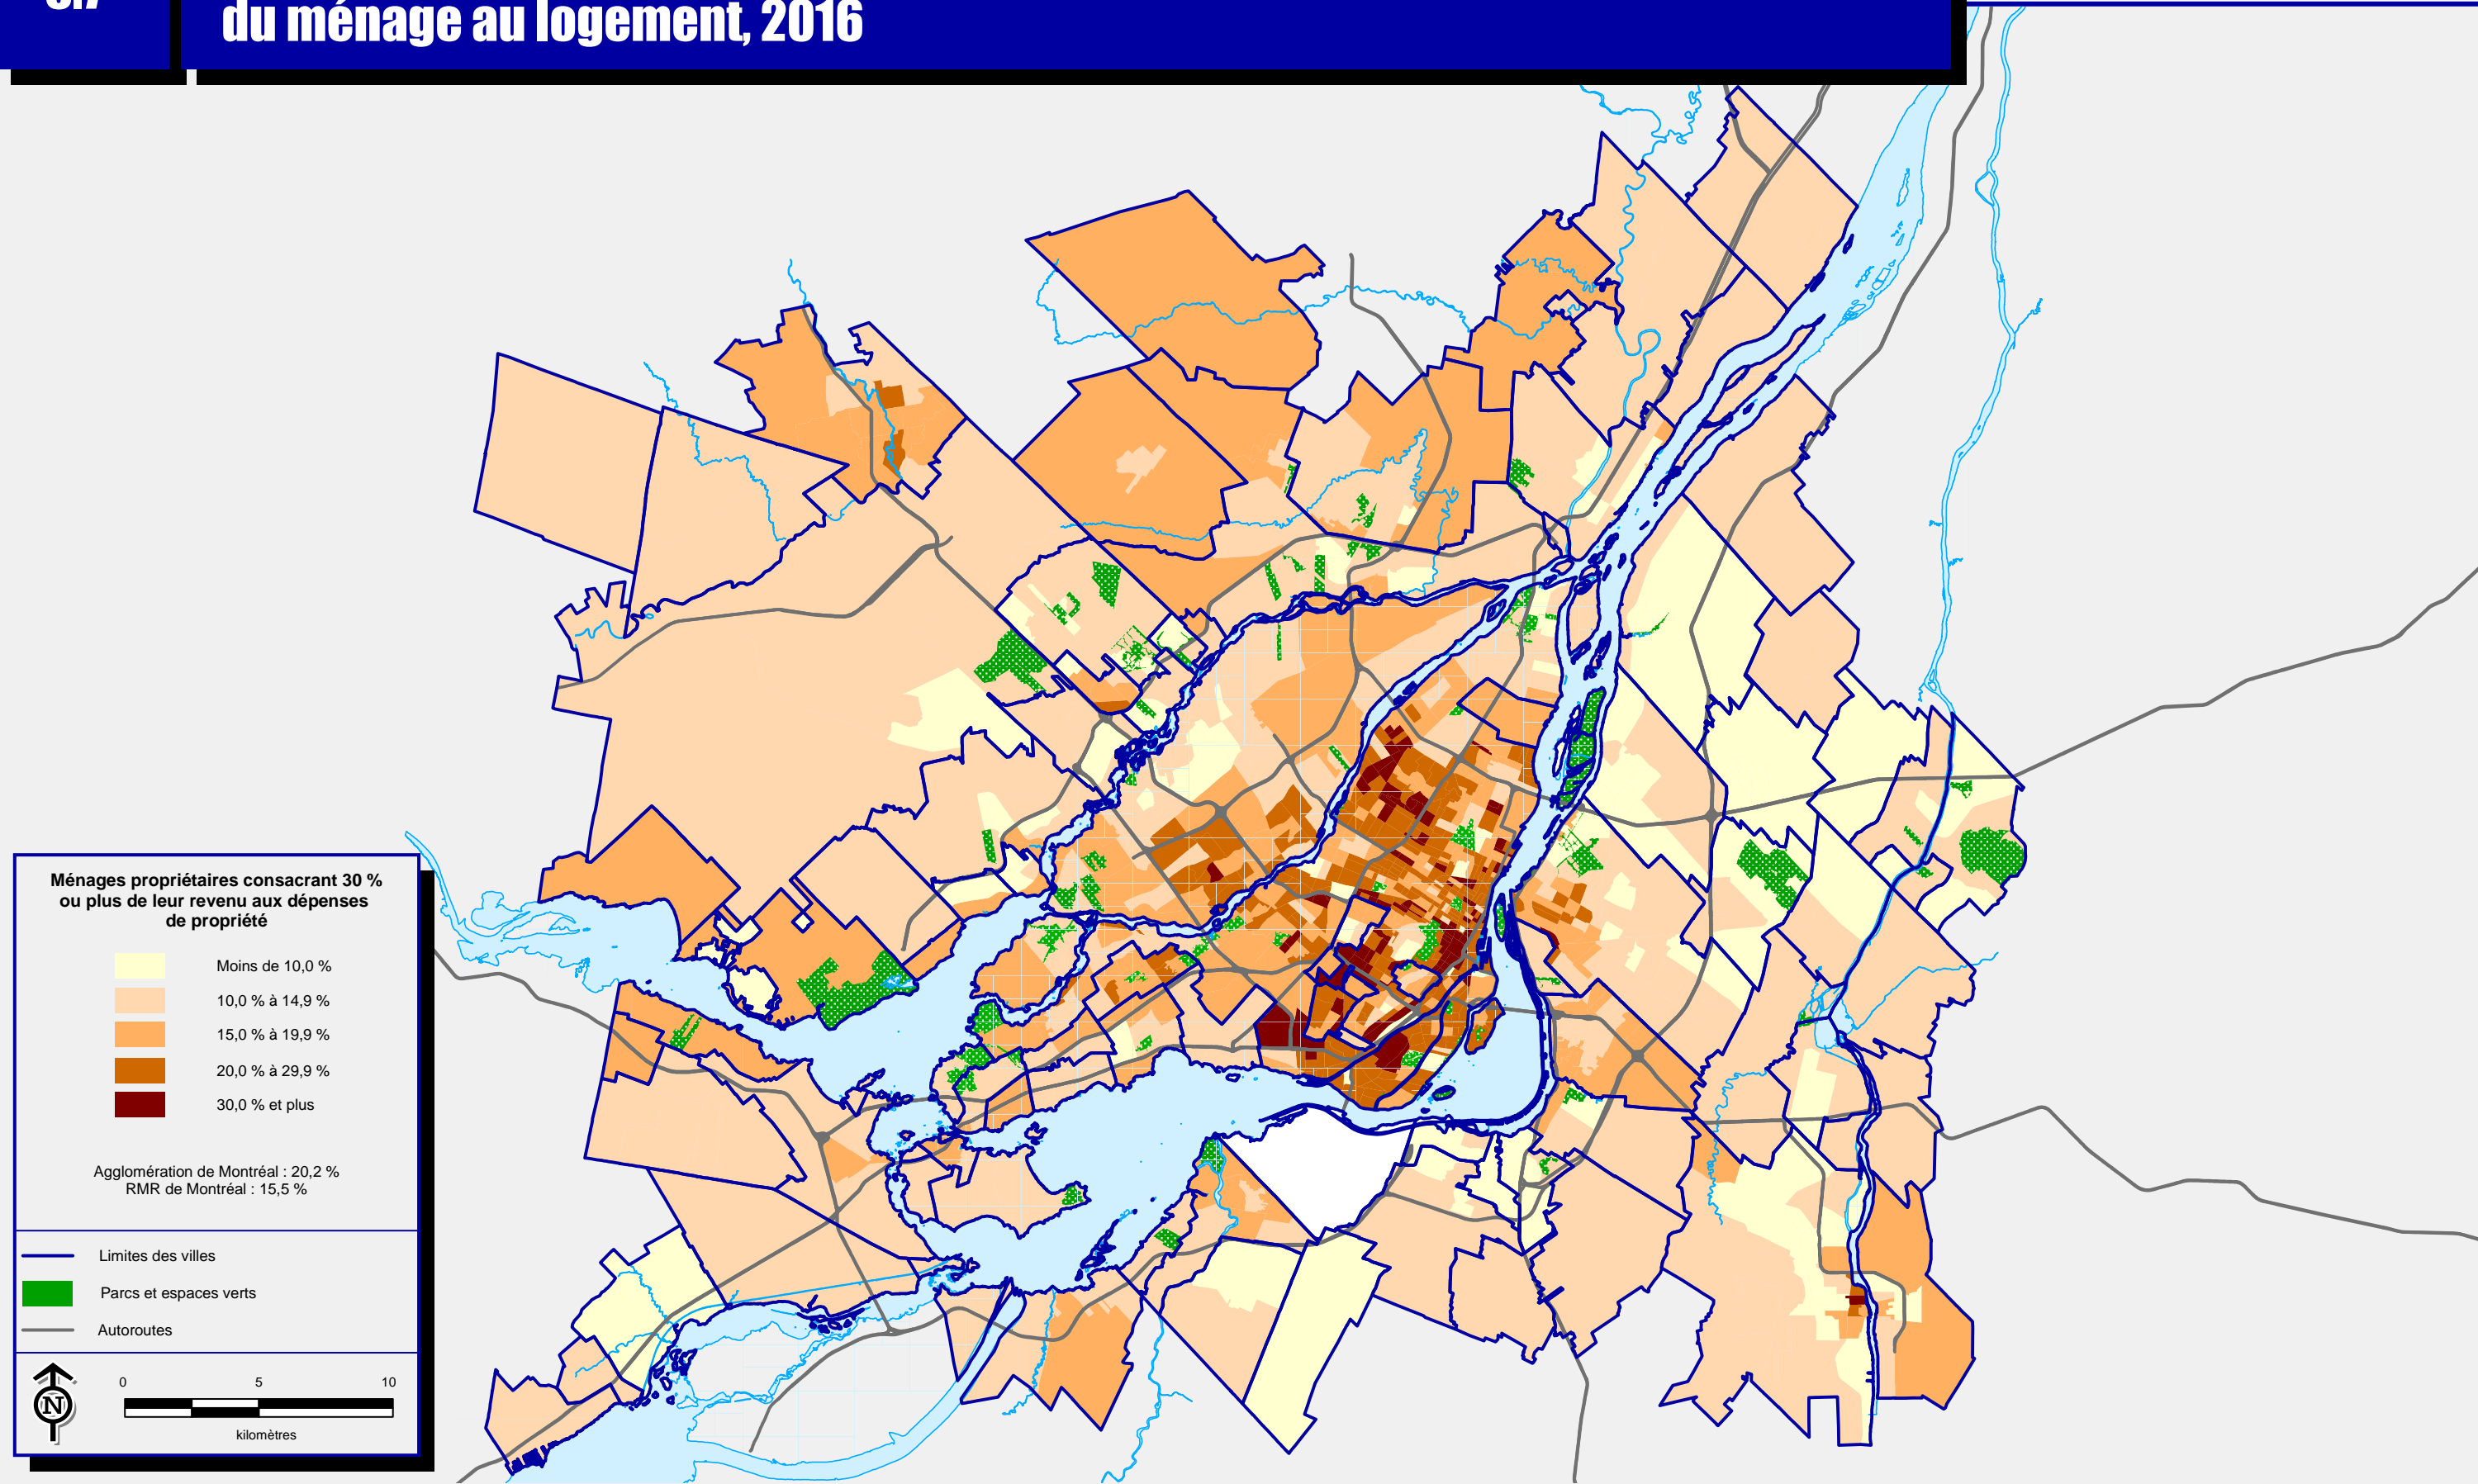 du ménage au logement, 2016
Ménages propriétaires consacrant 30 %
ou plus de leur revenu aux dépenses
de propriété
Moins de 10,0 %
10,0 % à 14,9 %
15,0 % à 19,9 %
20,0 % à 29,9 %
30,0 % et plus
Agglomération de Montréal : 20,2 %
RMR de Montréal : 15,5 %
Limites des villes
Parcs et espaces verts
Autoroutes
N
0 5 10
kilomètres